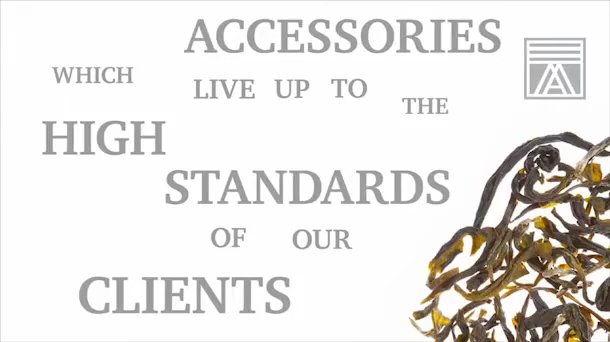 ACCESSORIES
WHICH LIVE UP TO THE
HIGH
STANDARDS
OF OUR
CLIENTS